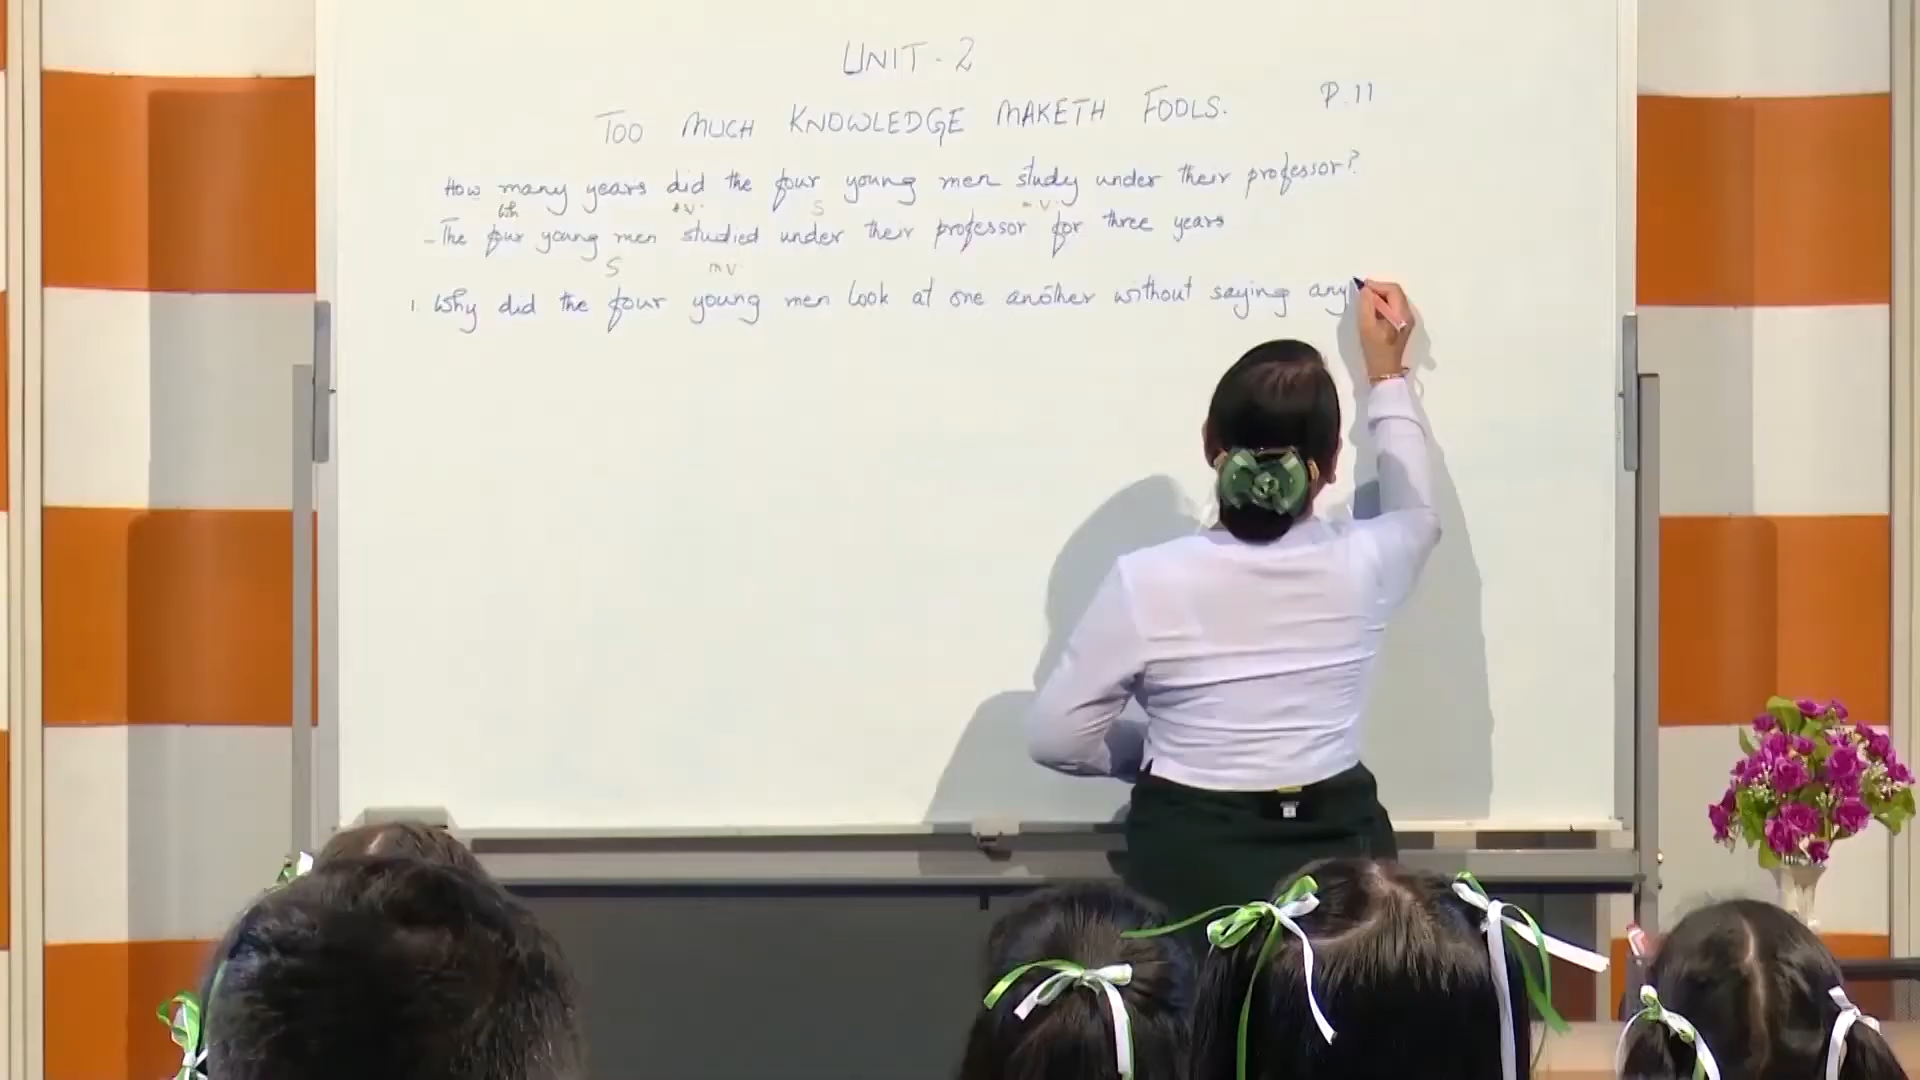 UNIT - 2
TOO MUCH KNOWLEDGE MAKETH FOOLS. P.11
How many years did the four young men study under their professor?
Wh S
- The four young men studied under their professor for three years
S mv
1. Why did the four young men look at one another without saying any